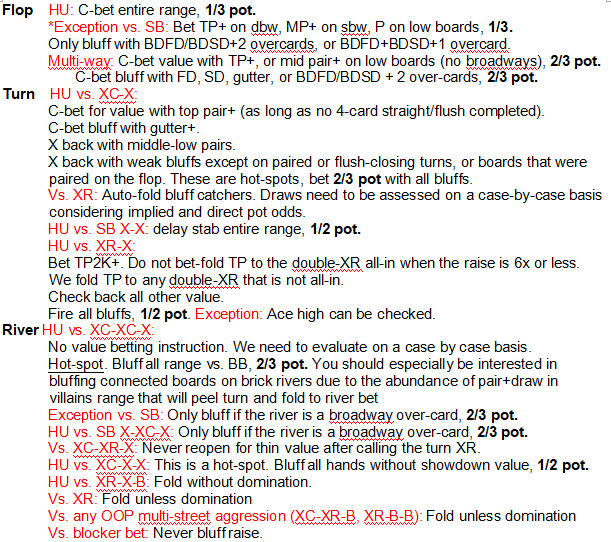 Flop HU: C-bet entire range, 1/3 pot.
*Exception vs. SB: Bet TP+ on dbw, MP+ on sbw, P on low boards, 1/3.
Only bluff with BDFD/BDSD+2 overcards, or BDFD+BDSD+1 overcard.
Multi-way: C-bet value with TP+, or mid pair+ on low boards (no broadways), 2/3 pot.
C-bet bluff with FD, SD, gutter, or BDFD/BDSD + 2 over-cards, 2/3 pot.
Turn HU vs. XC-X:
C-bet for value with top pair+ (as long as no 4-card straight/flush completed).
C-bet bluff with gutter+.
X back with middle-low pairs.
X back with weak bluffs except on paired or flush-closing turns, or boards that were
paired on the flop. These are hot-spots, bet 2/3 pot with all bluffs.
Vs. XR: Auto-fold bluff catchers. Draws need to be assessed on a case-by-case basis
considering implied and direct pot odds.
HU vs. SB X-X: delay stab entire range, 1/2 pot.
HU vs. XR-X:
Bet TP2K+. Do not bet-fold TP to the double-XR all-in when the raise is 6x or less.
We fold TP to any double-XR that is not all-in.
Check back all other value.
Fire all bluffs, 1/2 pot. Exception: Ace high can be checked.
River HU vs. XC-XC-X:
No value betting instruction. We need to evaluate on a case by case basis.
Hot-spot. Bluff all range vs. BB, 2/3 pot. You should especially be interested in
bluffing connected boards on brick rivers due to the abundance of pair+draw in
villains range that will peel turn and fold to river bet
Exception vs. SB: Only bluff if the river is a broadway over-card, 2/3 pot.
HU vs. SB X-XC-X: Only bluff if the river is a broadway over-card, 2/3 pot.
Vs. XC-XR-X: Never reopen for thin value after calling the turn XR.
HU vs. XC-X-X: This is a hot-spot. Bluff all hands without showdown value, 1/2 pot.
HU vs. XR-X-B: Fold without domination.
Vs. XR: Fold unless domination
Vs. any OOP multi-street aggression (XC-XR-B, XR-B-B): Fold unless domination
Vs. blocker bet: Never bluff raise.